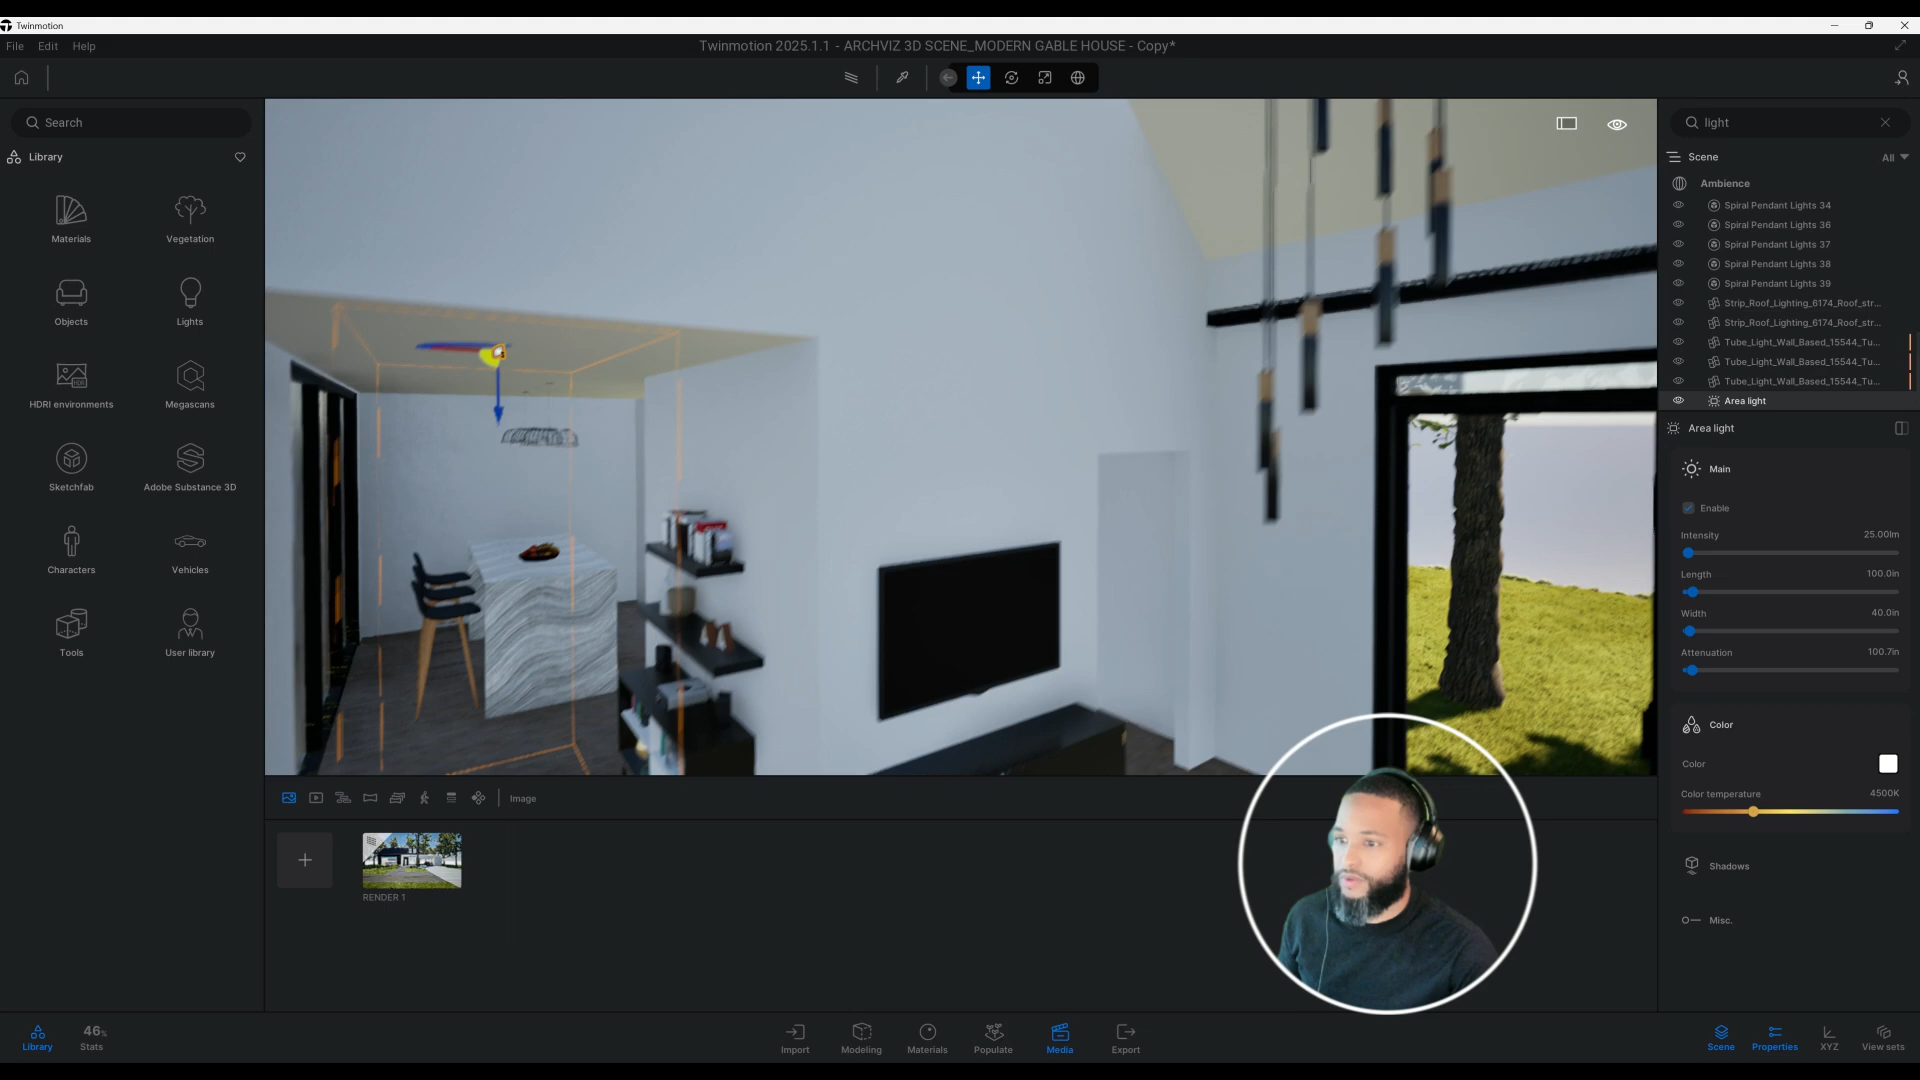 Twinmotion
File Edit Help
Twinmotion 2025.1.1 - ARCHVIZ 3D SCENE_MODERN GABLE HOUSE - Copy*
Search
Library
Materials
Vegetation
Objects
Lights
HDRI environments
Megascans
Sketchfab
Adobe Substance 3D
Characters
Vehicles
Tools
User library
Image
RENDER 1
light
Scene
All
Ambience
Spiral Pendant Lights 34
Spiral Pendant Lights 36
Spiral Pendant Lights 37
Spiral Pendant Lights 38
Spiral Pendant Lights 39
Strip_Roof_Lighting_6174_Roof_str...
Strip_Roof_Lighting_6174_Roof_str...
Tube_Light_Wall_Based_15544_Tu...
Tube_Light_Wall_Based_15544_Tu...
Tube_Light_Wall_Based_15544_Tu...
Area light
Area light
Main
Enable
Intensity 25.00lm
Length 100.0in
Width 40.0in
Attenuation 100.7in
Color
Color
Color temperature 4500K
Shadows
Misc.
Library
46%
Stats
Import
Modeling
Materials
Populate
Media
Export
Scene
Properties
XYZ
View sets